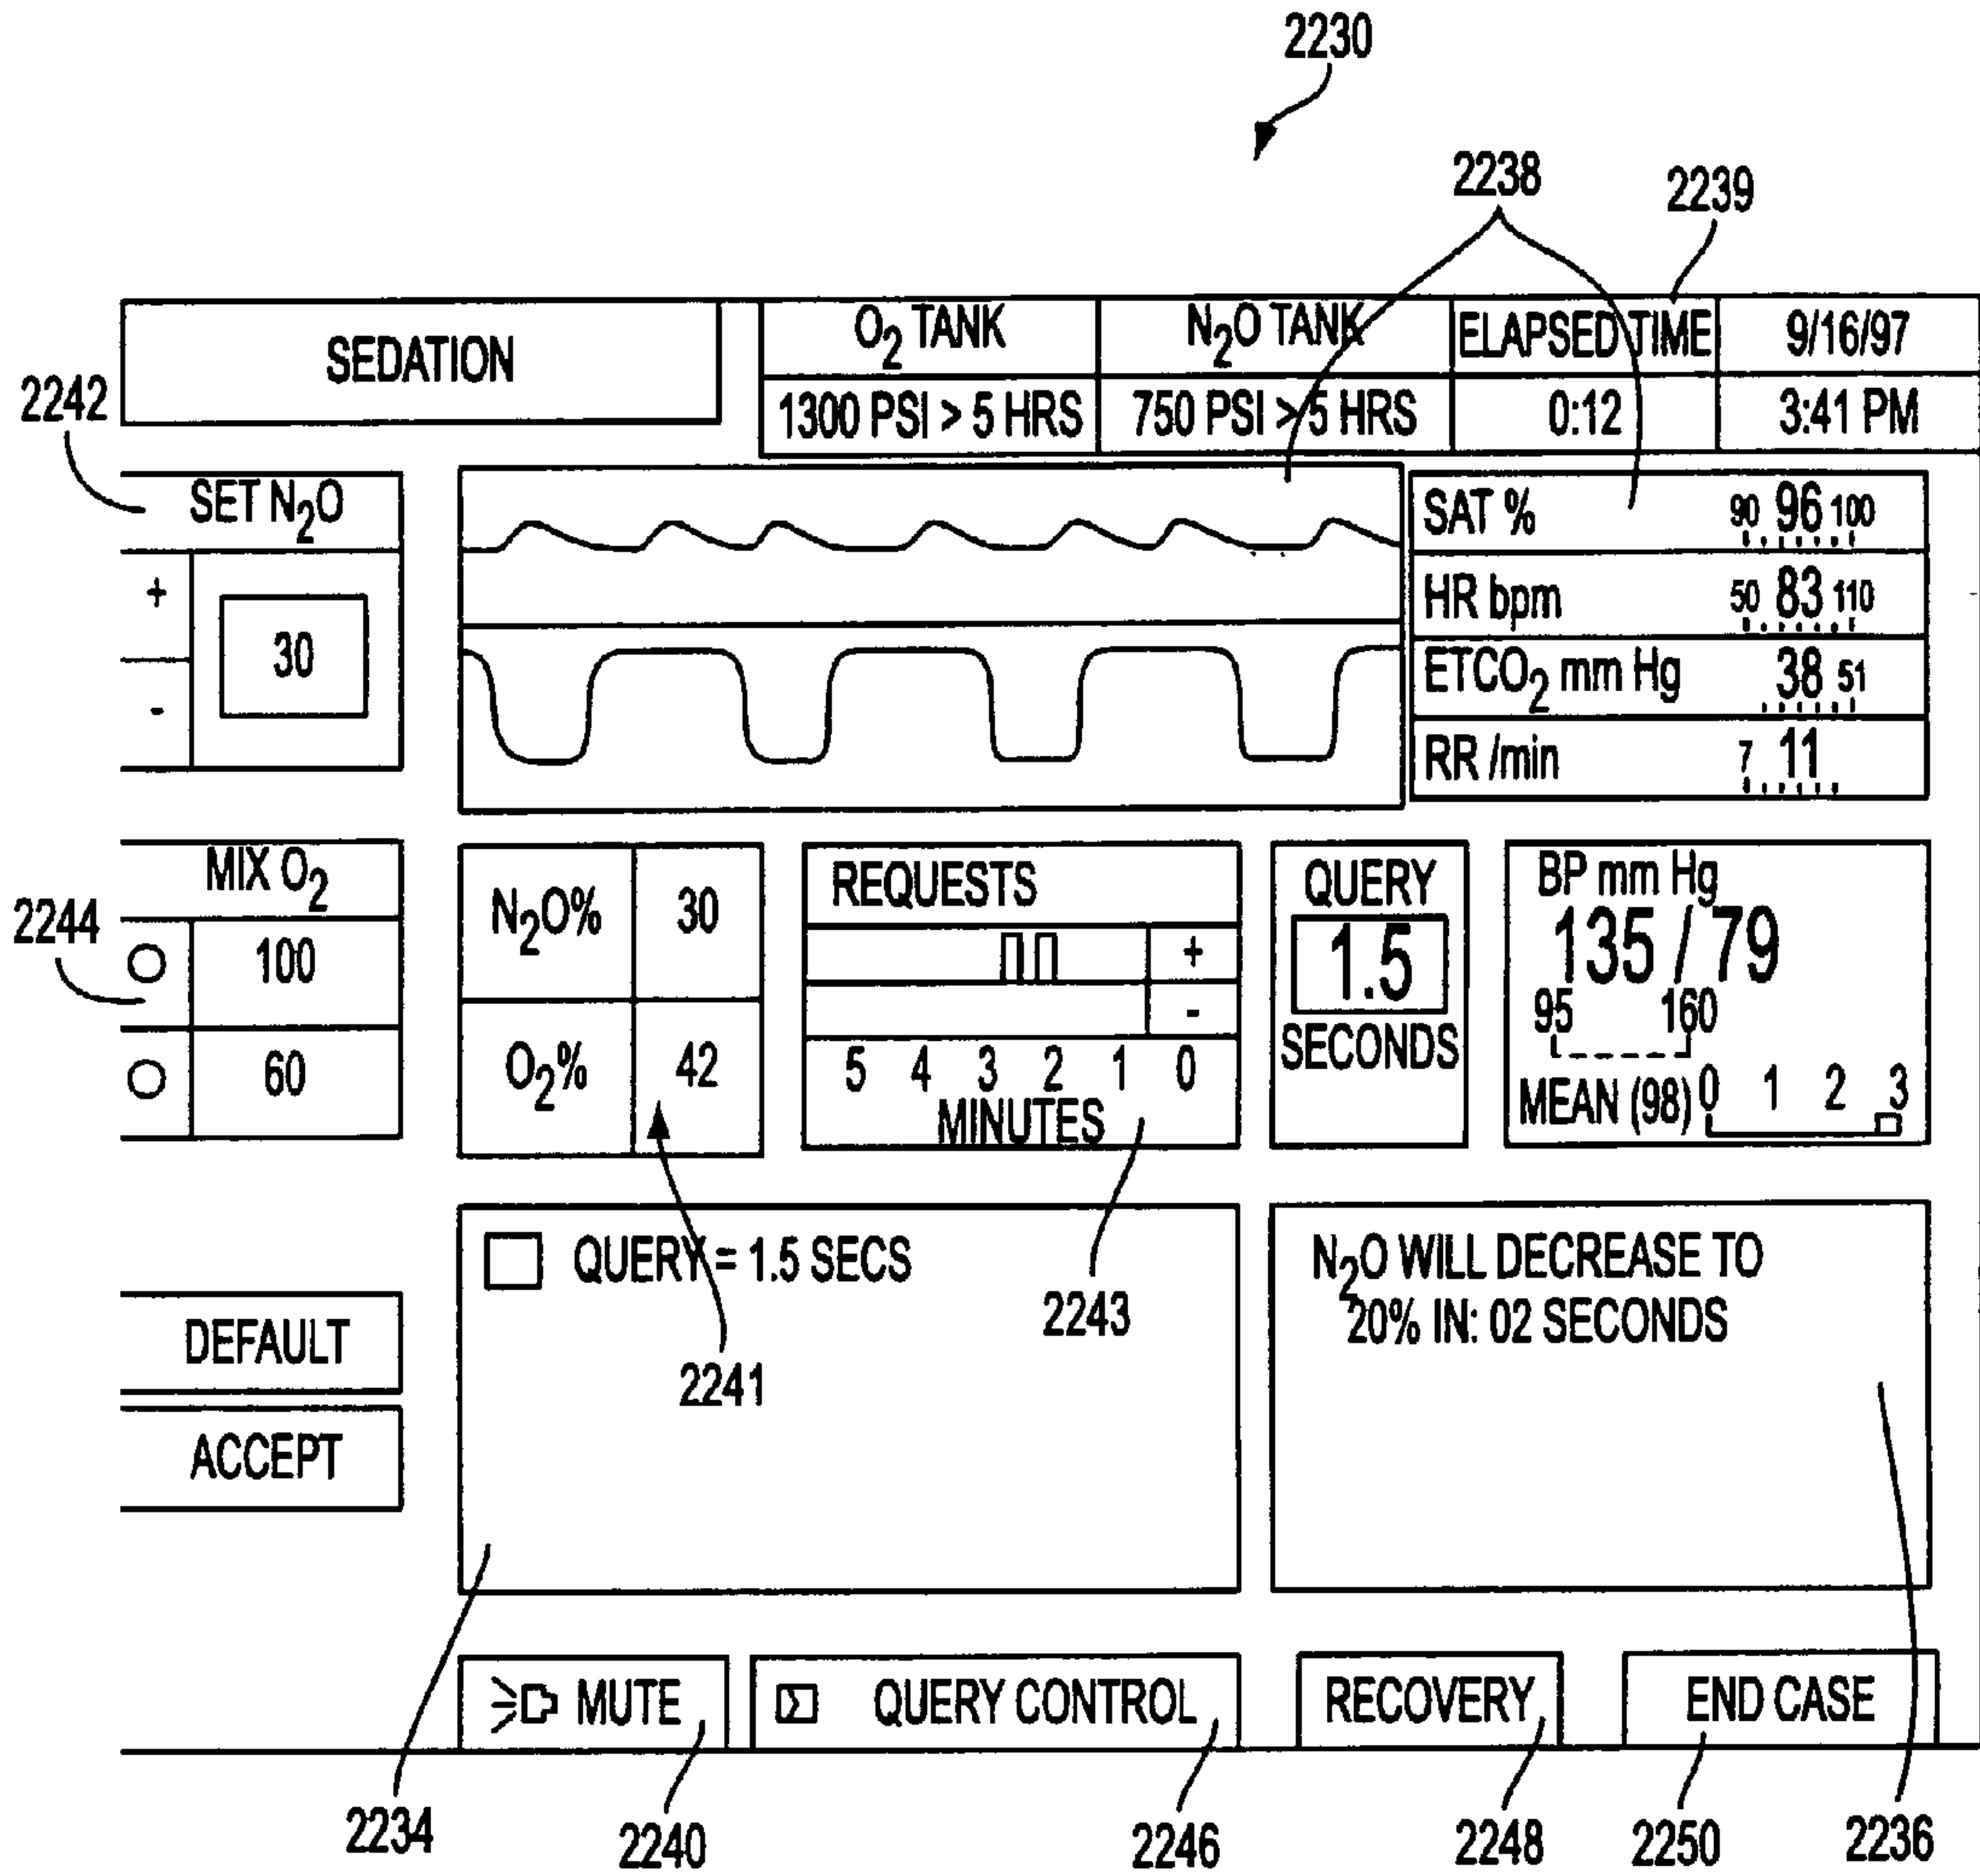 2230
2238
2239
SEDATION
O₂ TANK
N₂O TANK
ELAPSED TIME
9/16/97
1300 PSI > 5 HRS
750 PSI > 5 HRS
0:12
3:41 PM
2242
SET N₂O
+
30
-
SAT %
90 96 100
HR bpm
50 83 110
ETCO₂ mm Hg
38 51
RR /min
7 11
2244
MIX O₂
100
60
N₂O%
30
O₂%
42
REQUESTS
+
-
5 4 3 2 1 0
MINUTES
QUERY
1.5
SECONDS
BP mm Hg
135 / 79
95 160
MEAN (98) 0 1 2 3
DEFAULT
ACCEPT
QUERY = 1.5 SECS
2241
2243
N₂O WILL DECREASE TO
20% IN: 02 SECONDS
MUTE
Σ QUERY CONTROL
RECOVERY
END CASE
2234
2240
2246
2248
2250
2236